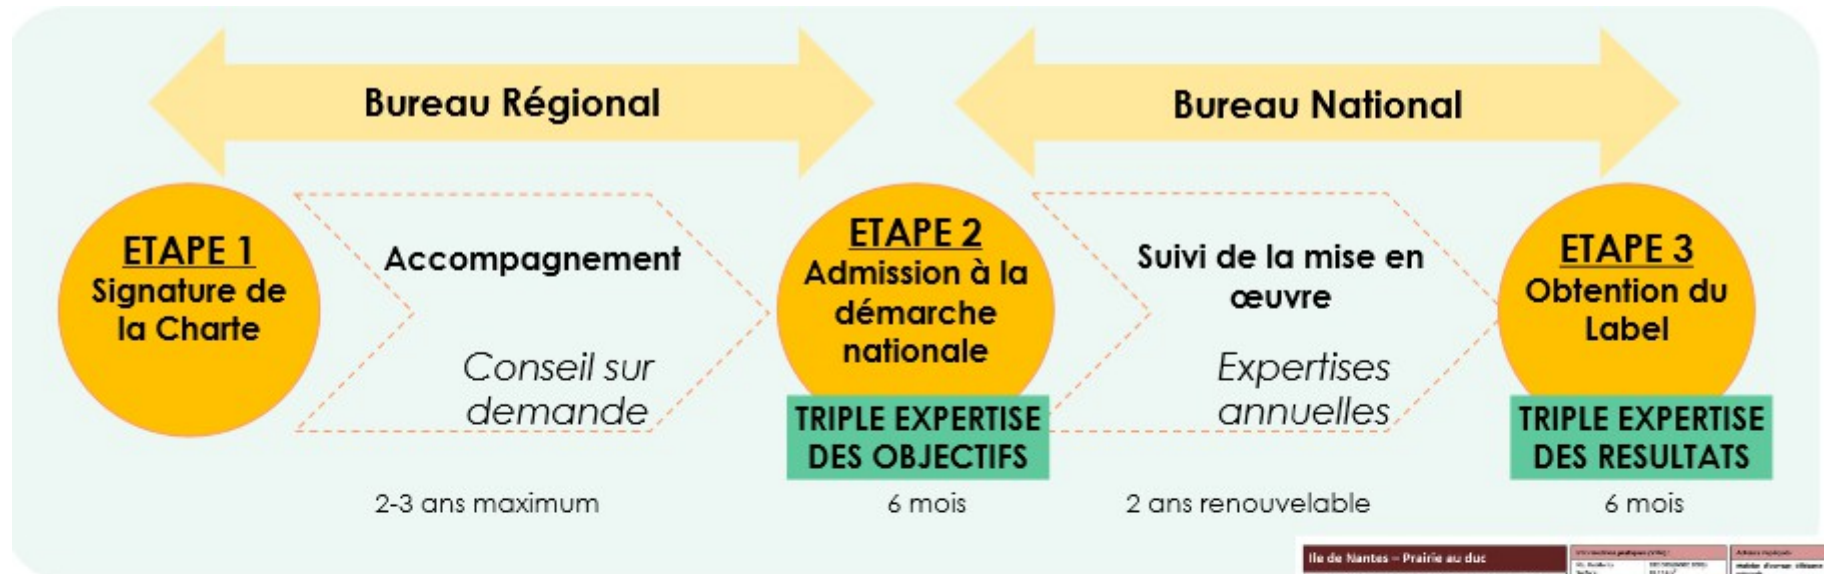 Bureau Régional
Bureau National
ETAPE 1
Signature de
la Charte
Accompagnement
Conseil sur
demande
ETAPE 2
Admission à la
démarche
nationale
TRIPLE EXPERTISE
DES OBJECTIFS
Suivi de la mise en
œuvre
Expertises
annuelles
ETAPE 3
Obtention du
Label
TRIPLE EXPERTISE
DES RESULTATS
2-3 ans maximum
6 mois
2 ans renouvelable
6 mois
Ile de Nantes – Prairie au duc